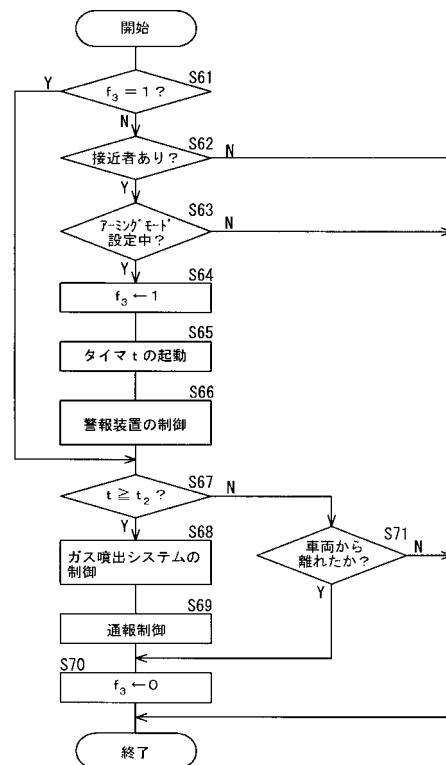 開始
S61
Y
f₃ = 1 ?
N
S62
接近者あり?
N
Y
S63
アーミングモード
設定中?
N
Y
S64
f₃ ← 1
S65
タイマ t の起動
S66
警報装置の制御
S67
t ≧ t₂ ?
N
Y
S68
ガス噴出システムの
制御
S71
車両から
離れたか?
N
Y
S69
通報制御
S70
f₃ ← 0
終了